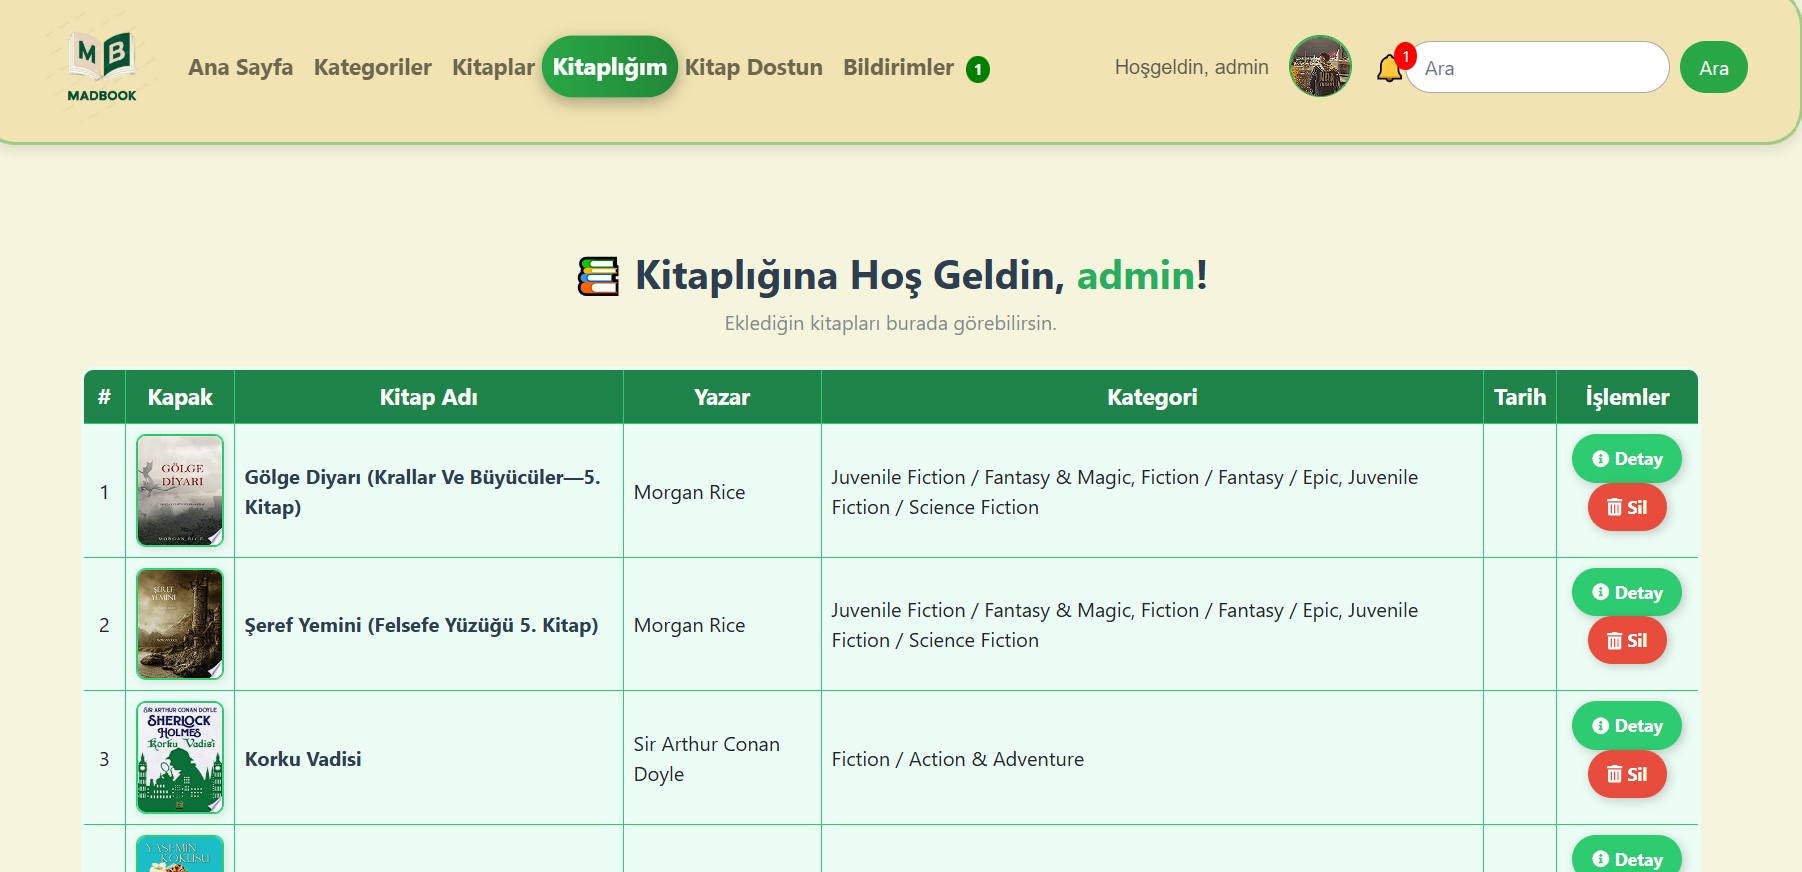 M B
MADBOOK
Ana Sayfa Kategoriler Kitaplar Kitaplığım Kitap Dostun Bildirimler 1
Hoşgeldin, admin 1 Ara Ara
Kitaplığına Hoş Geldin, admin!
Eklediğin kitapları burada görebilirsin.
# Kapak Kitap Adı Yazar Kategori Tarih İşlemler
1
GÖLGE
DİYARI
MORGAN RICE
Gölge Diyarı (Krallar Ve Büyücüler—5.
Kitap)
Morgan Rice
Juvenile Fiction / Fantasy & Magic, Fiction / Fantasy / Epic, Juvenile
Fiction / Science Fiction
Detay
Sil
2
ŞEREF
YEMİNİ
Şeref Yemini (Felsefe Yüzüğü 5. Kitap)
Morgan Rice
Juvenile Fiction / Fantasy & Magic, Fiction / Fantasy / Epic, Juvenile
Fiction / Science Fiction
Detay
Sil
3
SIR ARTHUR CONAN DOYLE
SHERLOCK
HOLMES
Korku Vadisi
Korku Vadisi
Sir Arthur Conan
Doyle
Fiction / Action & Adventure
Detay
Sil
YASEMİN
KOKUSU
Detay